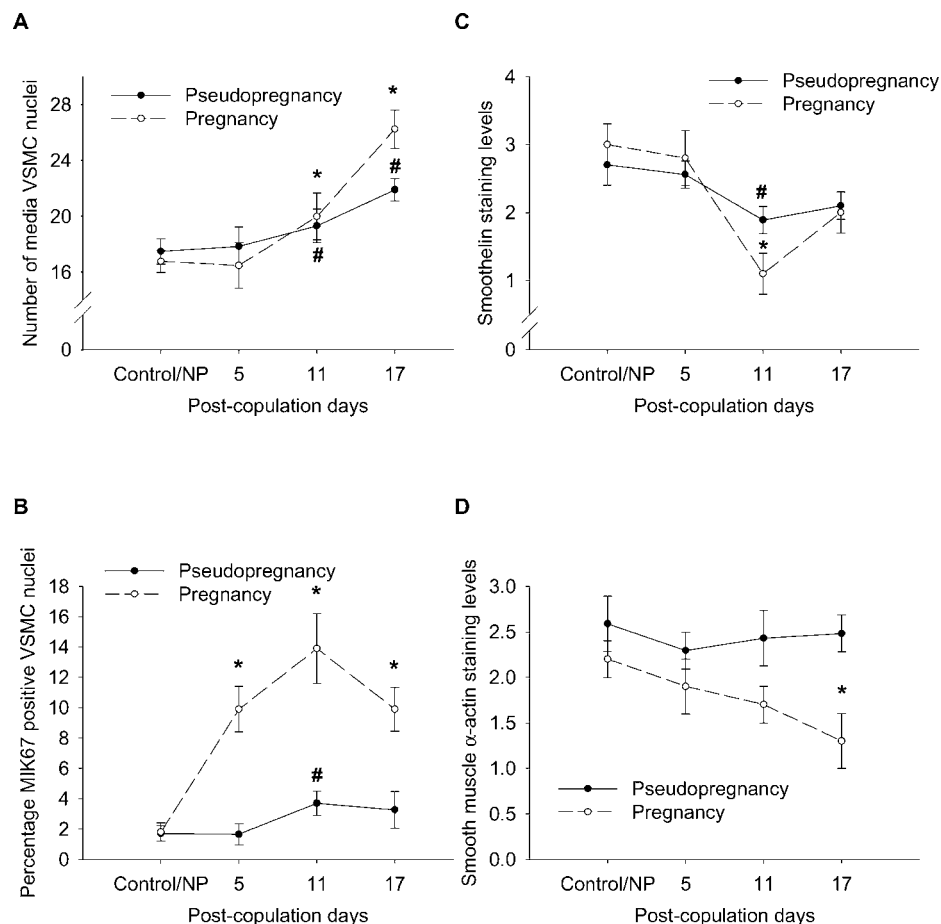 A
Number of media VSMC nuclei
Pseudopregnancy
Pregnancy
28
24
20
16
0
*
*
#
#
Control/NP 5 11 17
Post-copulation days
C
Smoothelin staining levels
Pseudopregnancy
Pregnancy
4
3
2
1
0
#
*
Control/NP 5 11 17
Post-copulation days
B
Percentage MIK67 positive VSMC nuclei
Pseudopregnancy
Pregnancy
18
16
14
12
10
8
6
4
2
0
*
*
*
#
Control/NP 5 11 17
Post-copulation days
D
Smooth muscle α-actin staining levels
3.0
2.5
2.0
1.5
1.0
0.5
0.0
*
Pseudopregnancy
Pregnancy
Control/NP 5 11 17
Post-copulation days